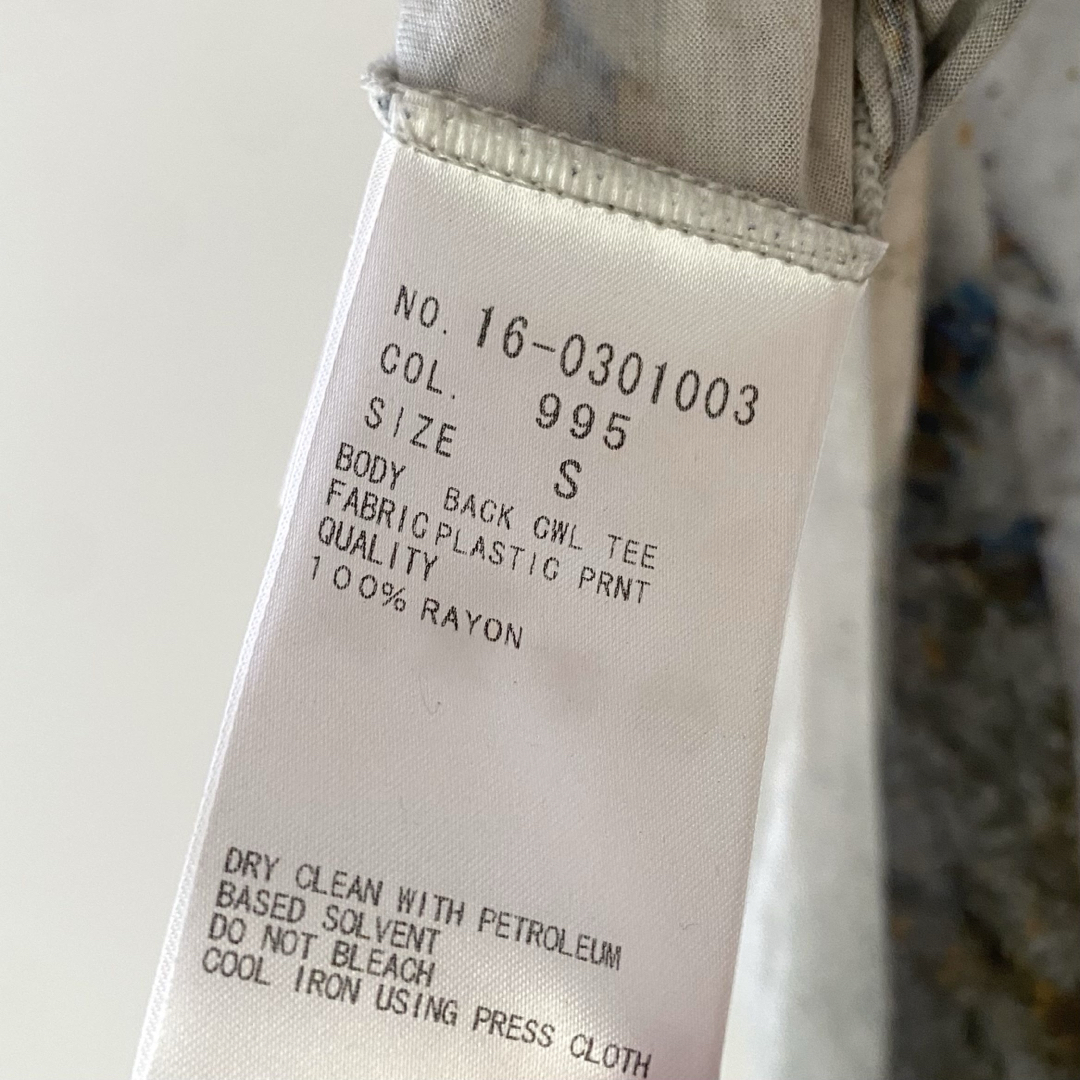 NO. 16-0301003
COL. 995
SIZE S
BODY BACK CWL TEE
FABRIC PLASTIC PRNT
QUALITY
100% RAYON
DRY CLEAN WITH PETROLEUM
BASED SOLVENT
DO NOT BLEACH
COOL IRON USING PRESS CLOTH